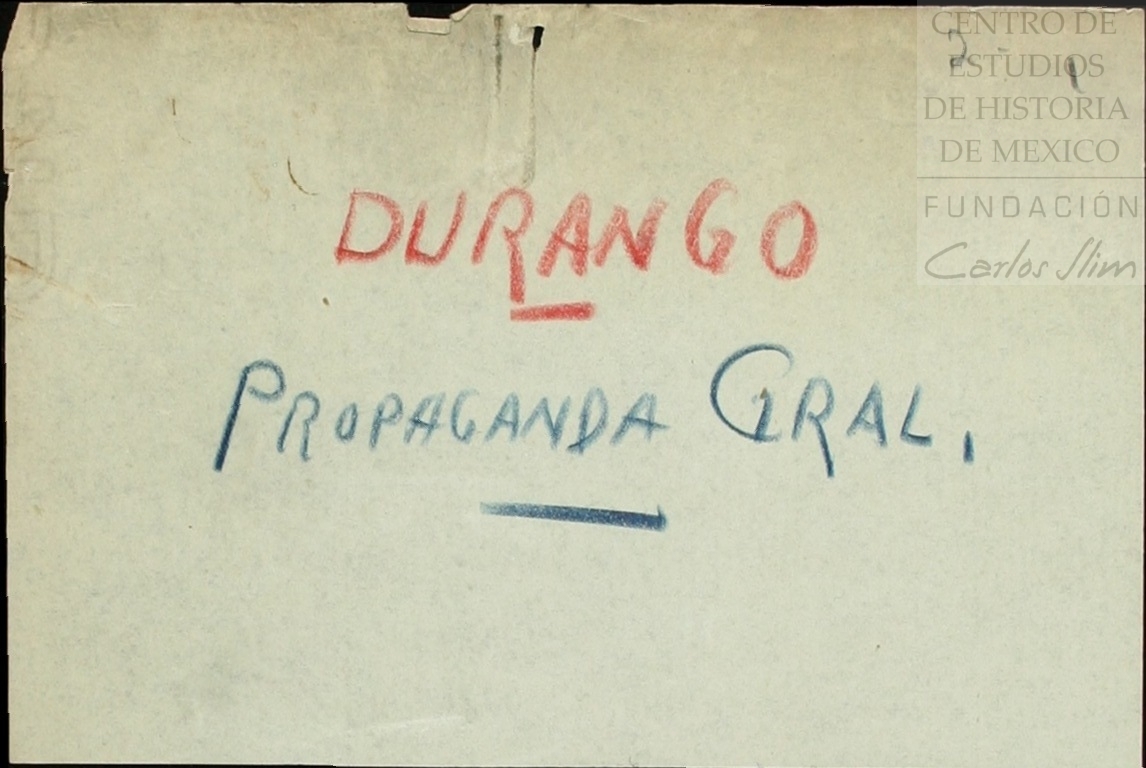 CENTRO DE
ESTUDIOS
DE HISTORIA
DE MEXICO
FUNDACIÓN
Carlos Slim
DURANGO
PROPAGANDA GRAL.